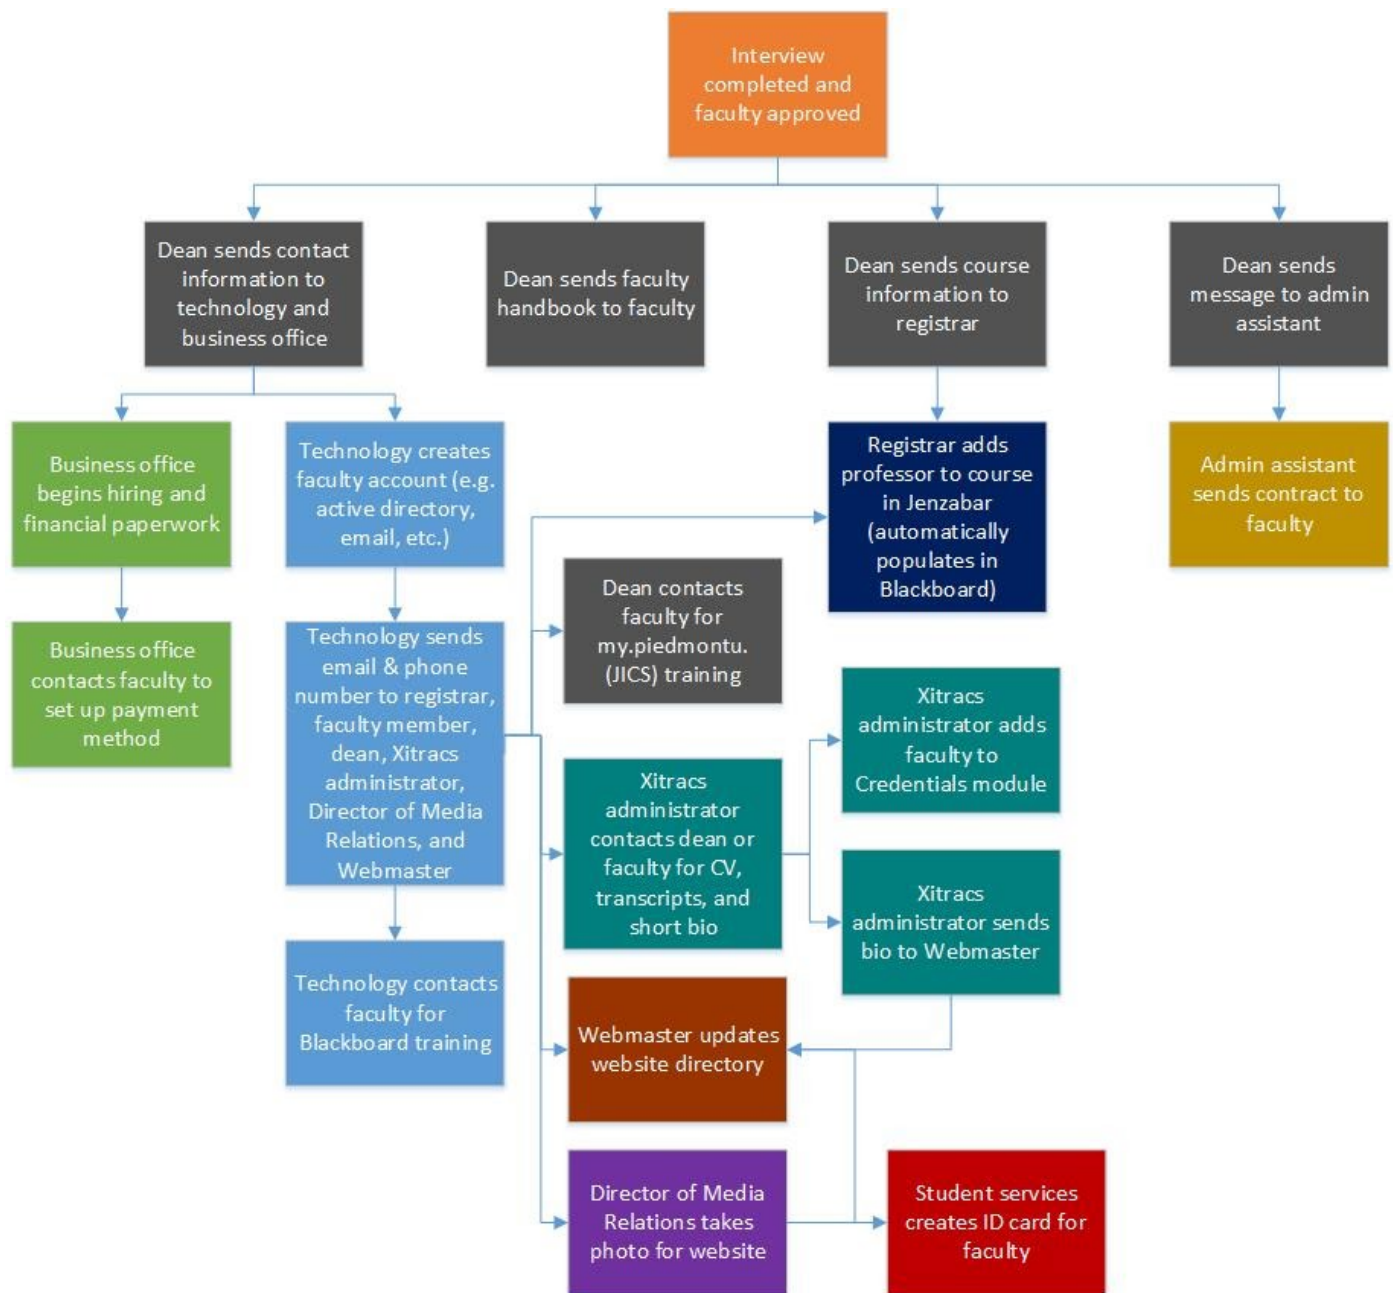 Interview
completed and
faculty approved
Dean sends contact
information to
technology and
business office
Dean sends faculty
handbook to faculty
Dean sends course
information to
registrar
Dean sends
message to admin
assistant
Business office
begins hiring and
financial paperwork
Technology creates
faculty account (e.g.
active directory,
email, etc.)
Registrar adds
professor to course
in Jenzabar
(automatically
populates in
Blackboard)
Admin assistant
sends contract to
faculty
Business office
contacts faculty to
set up payment
method
Technology sends
email & phone
number to registrar,
faculty member,
dean, Xitracs
administrator,
Director of Media
Relations, and
Webmaster
Dean contacts
faculty for
my.piedmontu.
(JICS) training
Xitracs
administrator adds
faculty to
Credentials module
Xitracs
administrator
contacts dean or
faculty for CV,
transcripts, and
short bio
Xitracs
administrator sends
bio to Webmaster
Technology contacts
faculty for
Blackboard training
Webmaster updates
website directory
Director of Media
Relations takes
photo for website
Student services
creates ID card for
faculty